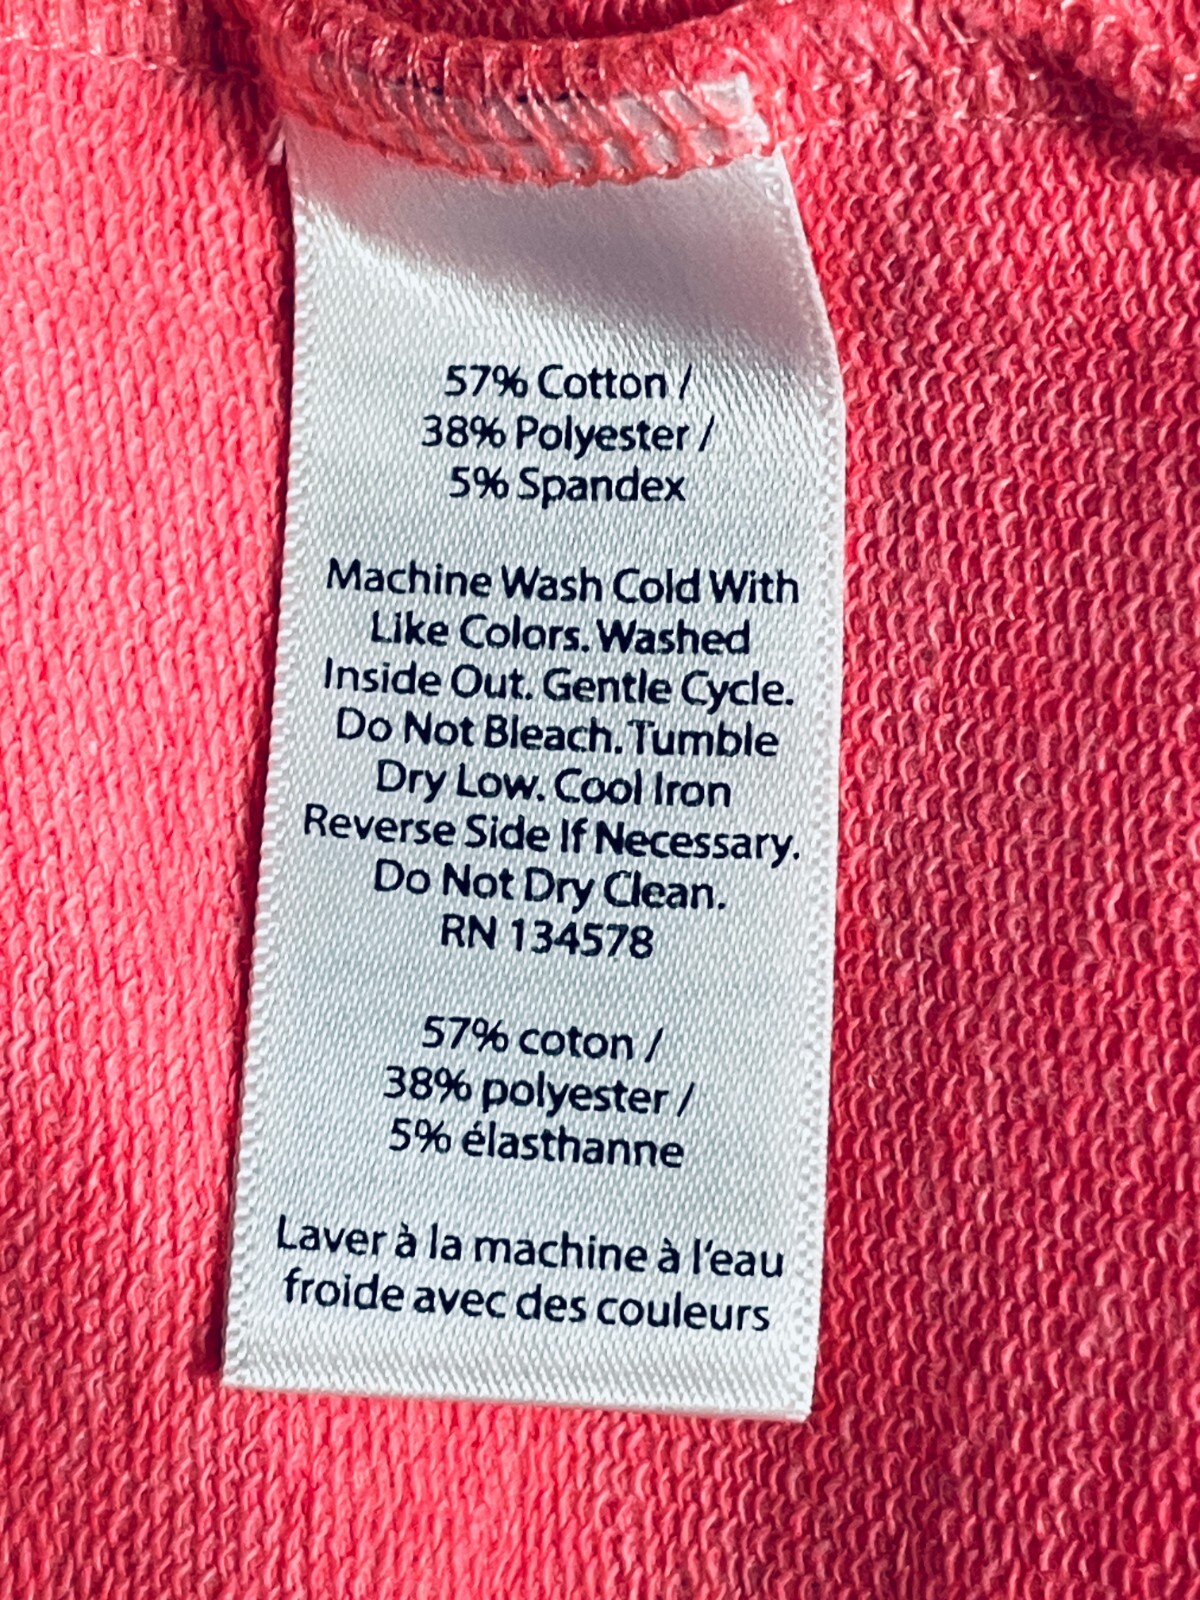 57% Cotton /
38% Polyester /
5% Spandex
Machine Wash Cold With
Like Colors. Washed
Inside Out. Gentle Cycle.
Do Not Bleach. Tumble
Dry Low. Cool Iron
Reverse Side If Necessary.
Do Not Dry Clean.
RN 134578
57% coton /
38% polyester /
5% élasthanne
Laver à la machine à l'eau
froide avec des couleurs